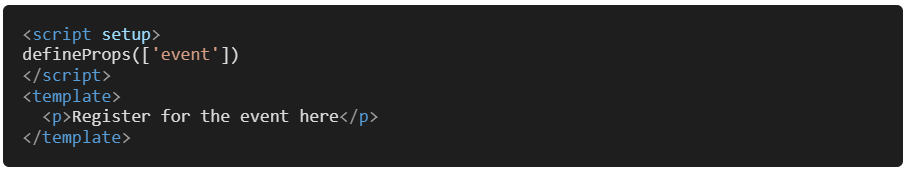 <script setup>
defineProps(['event'])
</script>
<template>
  <p>Register for the event here</p>
</template>